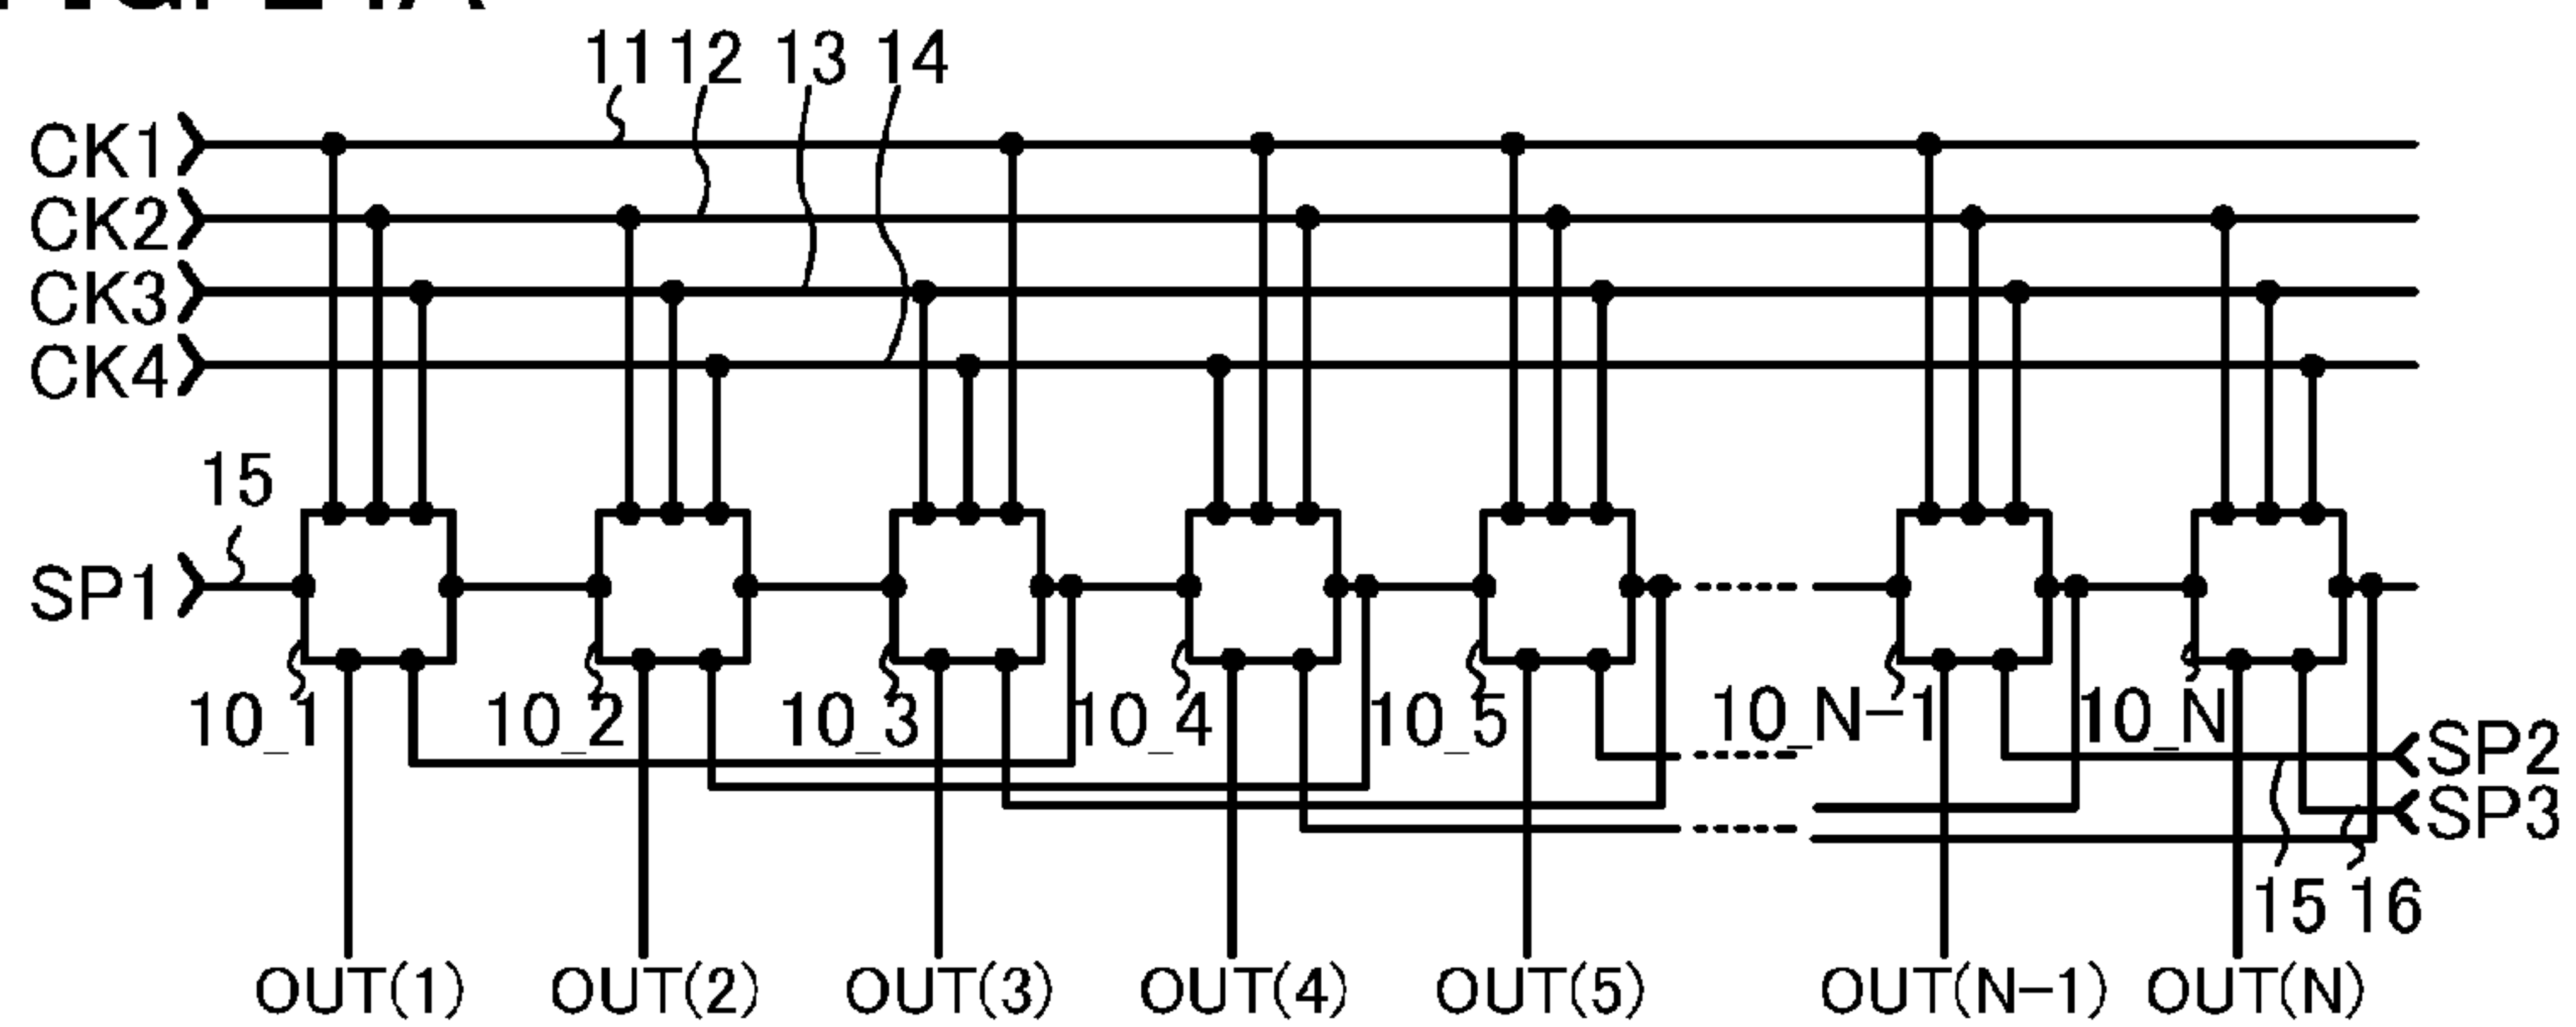 11 12 13 14
CK1
CK2
CK3
CK4
15
SP1
10_1 10_2 10_3 10_4 10_5 10_N-1 10_N
SP2
SP3
15 16
OUT(1) OUT(2) OUT(3) OUT(4) OUT(5) OUT(N-1) OUT(N)